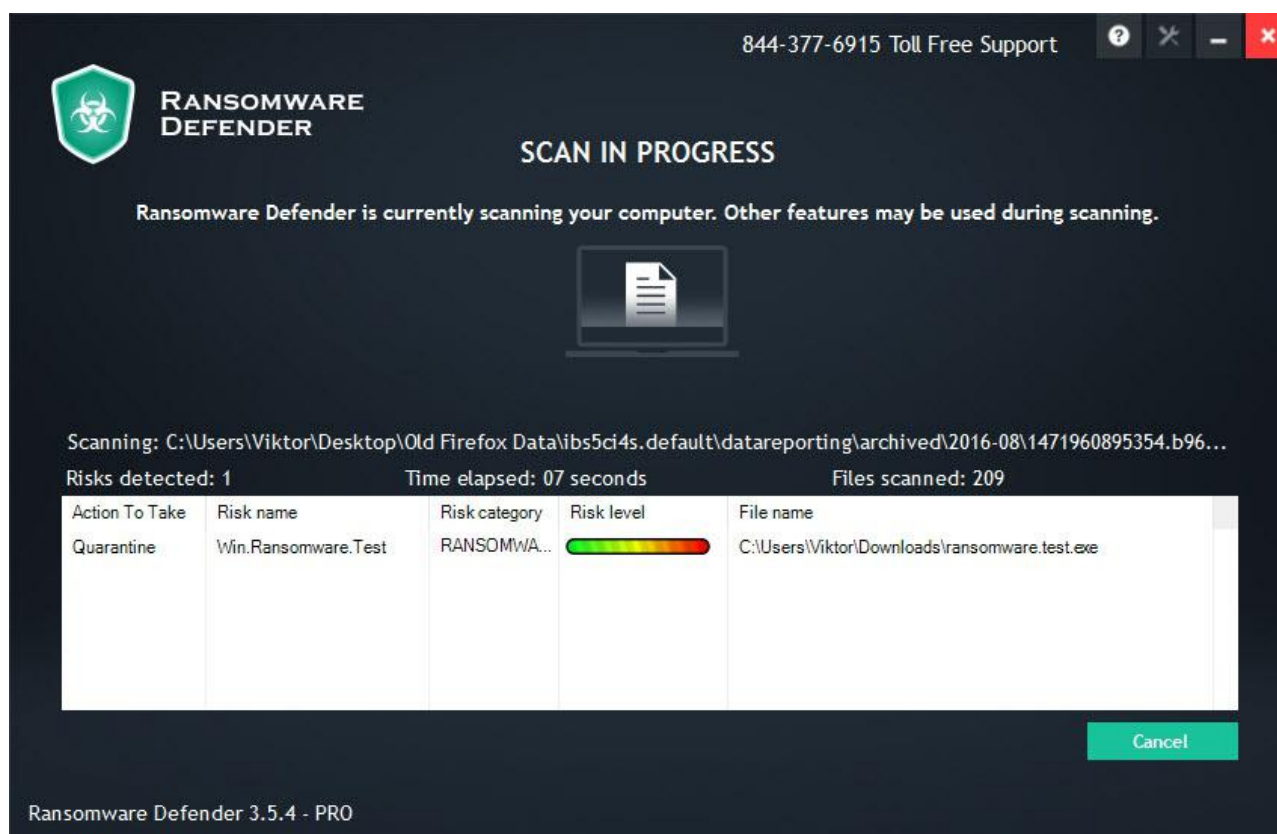 844-377-6915 Toll Free Support
RANSOMWARE
DEFENDER
SCAN IN PROGRESS
Ransomware Defender is currently scanning your computer. Other features may be used during scanning.
Scanning: C:\Users\Viktor\Desktop\Old Firefox Data\ibs5ci4s.default\datareporting\archived\2016-08\1471960895354.b96...
Risks detected: 1 Time elapsed: 07 seconds Files scanned: 209
Action To Take Risk name Risk category Risk level File name
Quarantine Win.Ransomware.Test RANSOMWA... C:\Users\Viktor\Downloads\ransomware.test.exe
Cancel
Ransomware Defender 3.5.4 - PRO